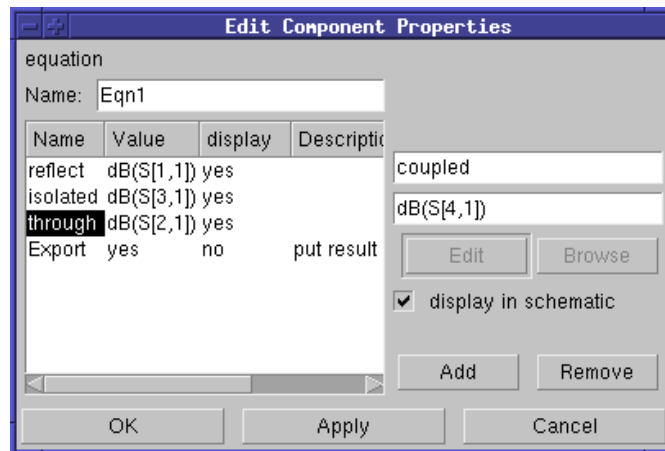 Edit Component Properties
equation
Name: Eqn1
Name Value display Descriptic
reflect dB(S[1,1]) yes
isolated dB(S[3,1]) yes
through dB(S[2,1]) yes
Export yes no put result
coupled
dB(S[4,1])
Edit Browse
display in schematic
Add Remove
OK Apply Cancel